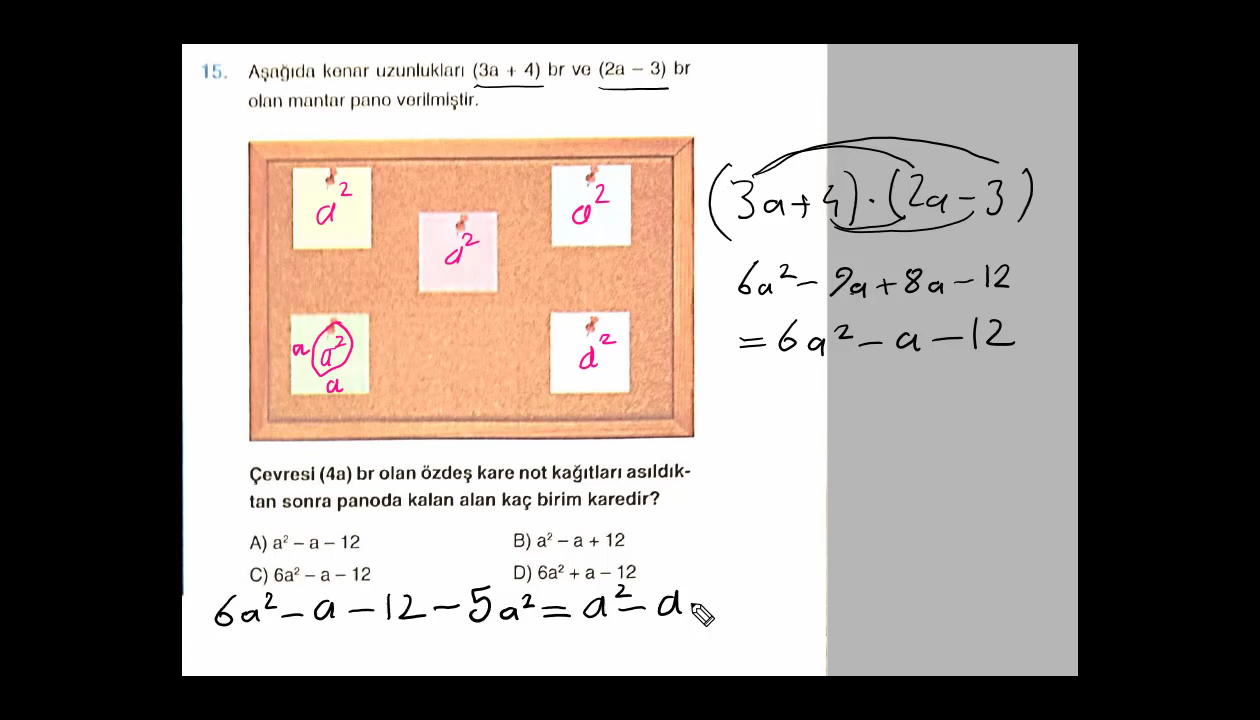 15. Aşağıda kenar uzunlukları (3a + 4) br ve (2a − 3) br
olan mantar pano verilmiştir.
a²
a²
a²
a a²
a
a²
(3a+4)·(2a−3)
6a²−9a+8a−12
=6a²−a−12
Çevresi (4a) br olan özdeş kare not kağıtları asıldık-
tan sonra panoda kalan alan kaç birim karedir?
A) a² − a − 12 B) a² − a + 12
C) 6a² − a − 12 D) 6a² + a − 12
6a²−a−12−5a²=a²−a